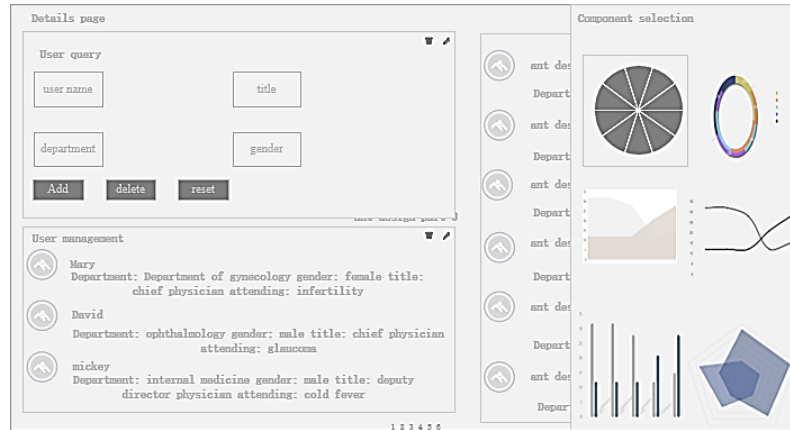 Details page
User query
user name
title
department
gender
Add
delete
reset
User management
Mary
Department: Department of gynecology gender: female title:
chief physician attending: infertility
David
Department: ophthalmology gender: male title: chief physician
attending: glaucoma
mickey
Department: internal medicine gender: male title: deputy
director physician attending: cold fever
1 2 3 4 5 6
ant des
Depart
ant des
Depart
ant des
Depart
ant des
Depart
ant des
Depart
ant des
Depar
Component selection